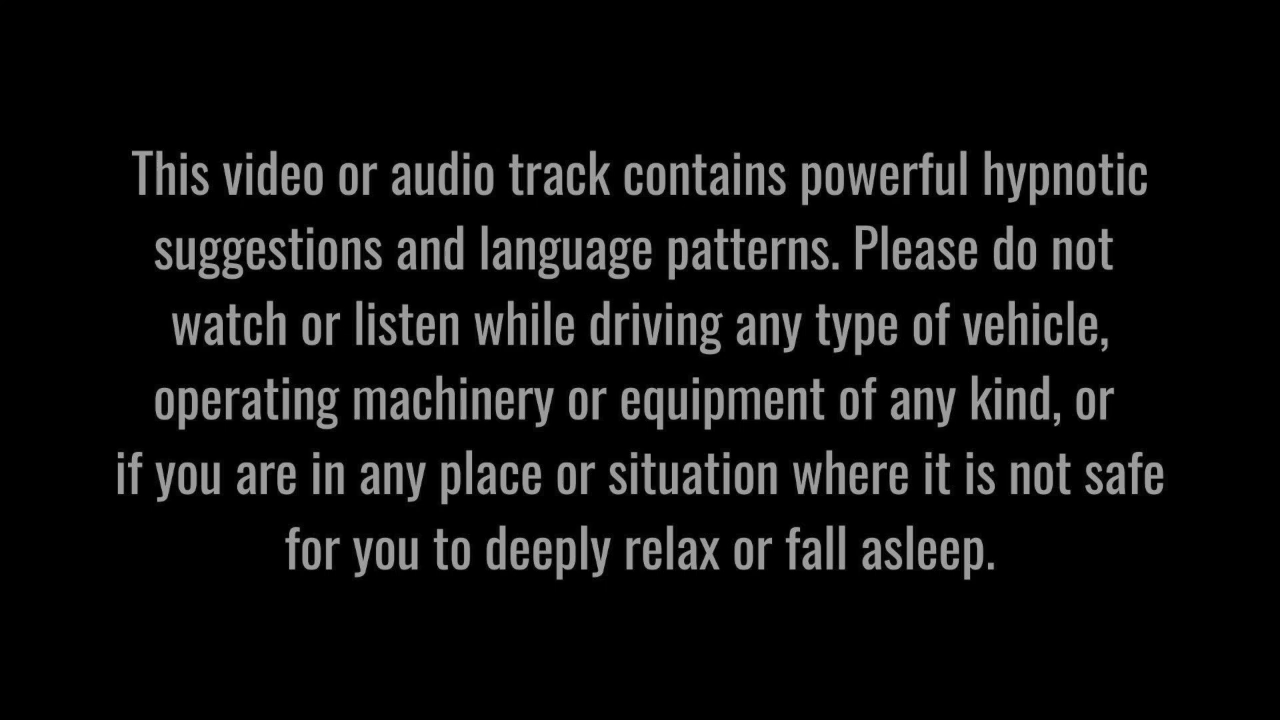 This video or audio track contains powerful hypnotic
suggestions and language patterns. Please do not
watch or listen while driving any type of vehicle,
operating machinery or equipment of any kind, or
if you are in any place or situation where it is not safe
for you to deeply relax or fall asleep.